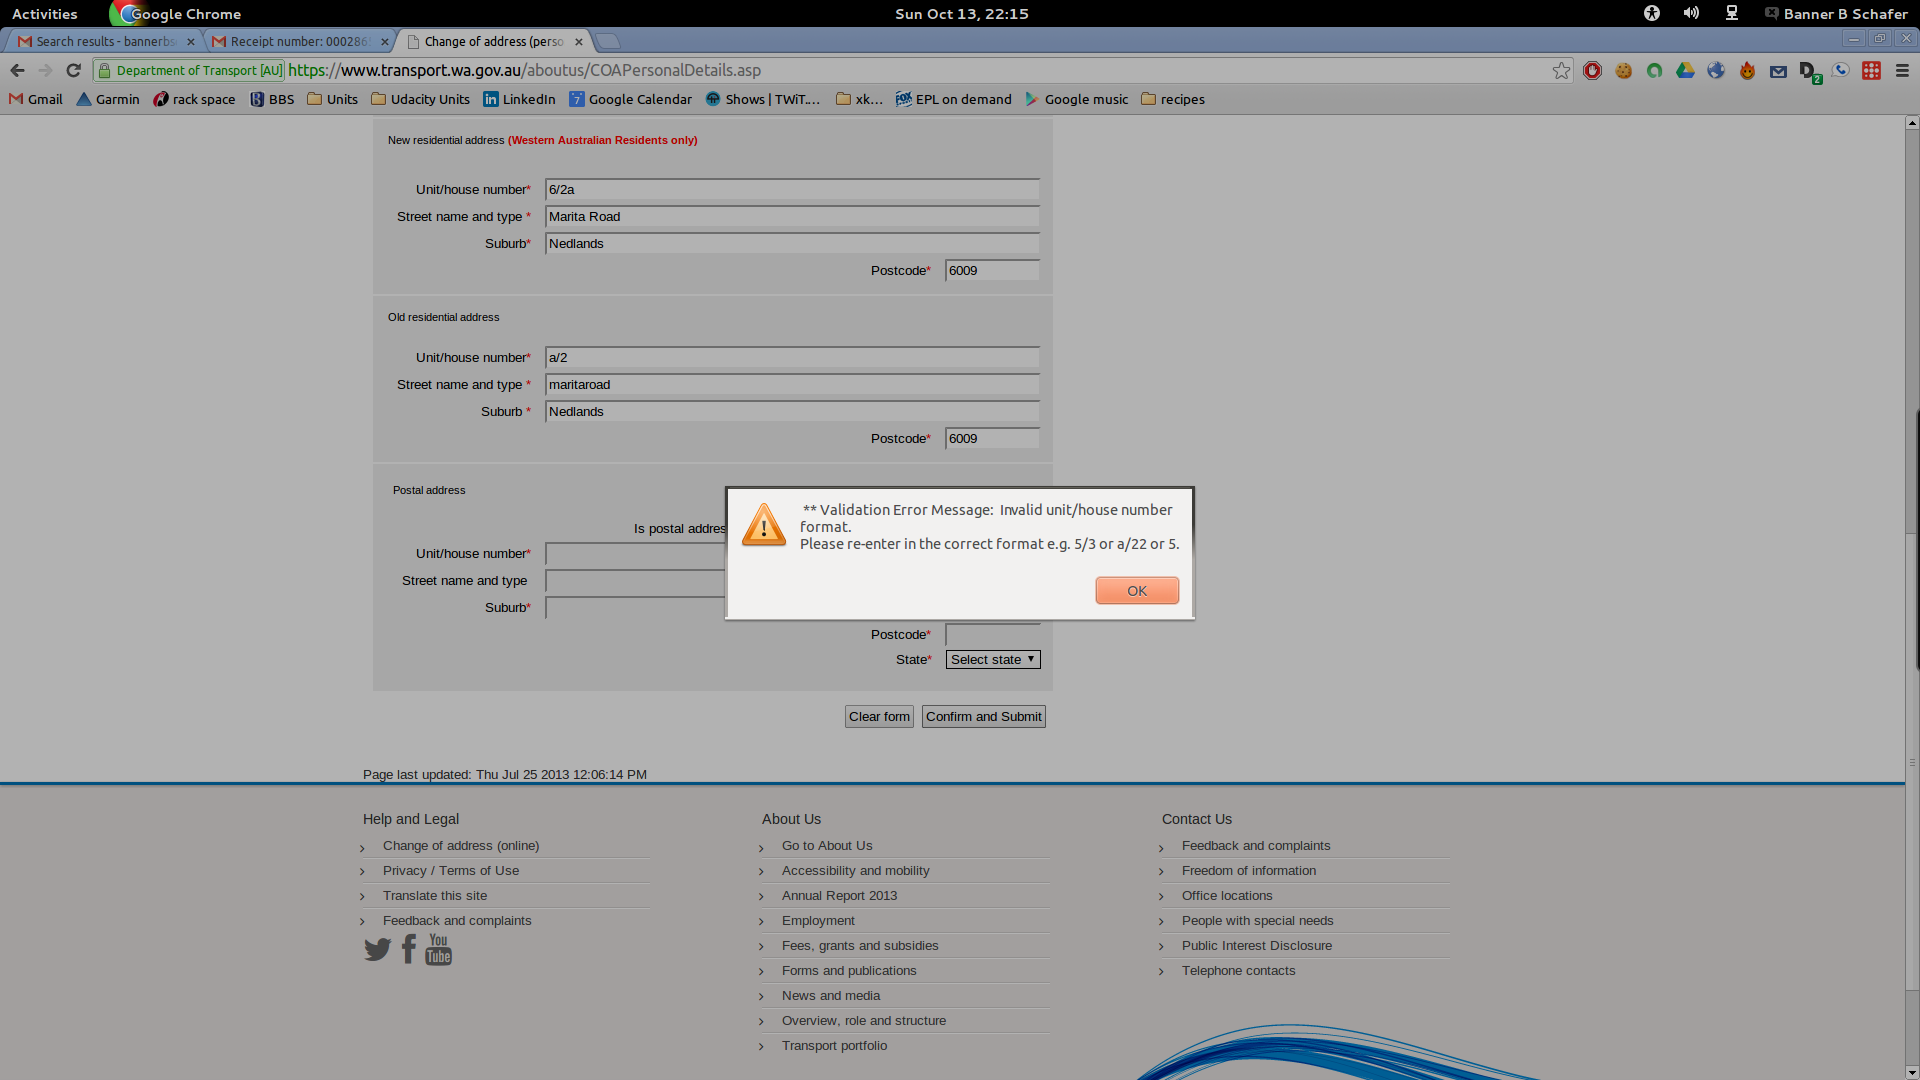 Activities
Google Chrome
Sun Oct 13, 22:15
Banner B Schafer
Search results - bannerbs
Receipt number: 00028
Change of address (perso
Department of Transport [AU]
https://www.transport.wa.gov.au/aboutus/COAPersonalDetails.asp
2
Gmail
Garmin
rack space
BBS
Units
Udacity Units
LinkedIn
7
Google Calendar
Shows | TWiT....
xk...
EPL on demand
Google music
recipes
New residential address (Western Australian Residents only)
Unit/house number* 6/2a
Street name and type * Marita Road
Suburb* Nedlands
Postcode* 6009
Old residential address
Unit/house number* a/2
Street name and type * maritaroad
Suburb * Nedlands
Postcode* 6009
Postal address
Is postal addres
Unit/house number*
Street name and type
Suburb*
Postcode*
State* Select state
** Validation Error Message: Invalid unit/house number
format.
Please re-enter in the correct format e.g. 5/3 or a/22 or 5.
OK
Clear form
Confirm and Submit
Page last updated: Thu Jul 25 2013 12:06:14 PM
Help and Legal
Change of address (online)
Privacy / Terms of Use
Translate this site
Feedback and complaints
You
Tube
About Us
Go to About Us
Accessibility and mobility
Annual Report 2013
Employment
Fees, grants and subsidies
Forms and publications
News and media
Overview, role and structure
Transport portfolio
Contact Us
Feedback and complaints
Freedom of information
Office locations
People with special needs
Public Interest Disclosure
Telephone contacts